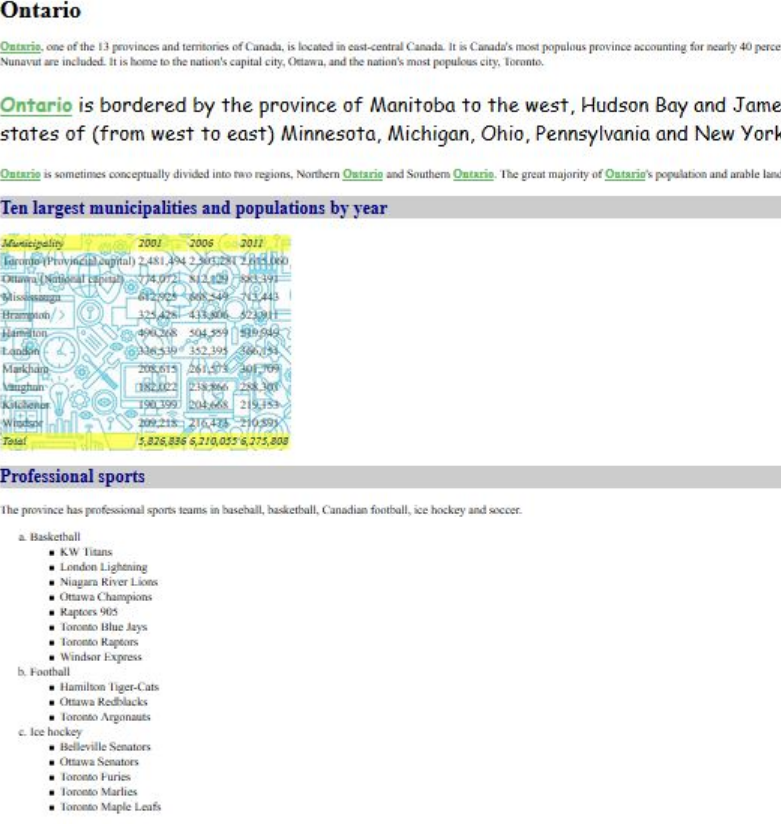 Ontario
Ontario, one of the 13 provinces and territories of Canada, is located in east-central Canada. It is Canada's most populous province accounting for nearly 40 perce
Nunavut are included. It is home to the nation's capital city, Ottawa, and the nation's most populous city, Toronto.
Ontario is bordered by the province of Manitoba to the west, Hudson Bay and Jame
states of (from west to east) Minnesota, Michigan, Ohio, Pennsylvania and New York
Ontario is sometimes conceptually divided into two regions, Northern Ontario and Southern Ontario. The great majority of Ontario's population and arable land
Ten largest municipalities and populations by year
Municipality 2001 2006 2011
Toronto (Provincial capital) 2,481,494 2,503,281 2,615,060
Ottawa (National capital) 774,072 812,129 883,391
Mississauga 612,925 668,549 713,443
Brampton 325,428 433,806 523,911
Hamilton 490,268 504,559 519,949
London 336,539 352,395 366,151
Markham 208,615 261,573 301,709
Vaughan 182,022 238,866 288,301
Kitchener 190,399 204,668 219,153
Windsor 209,218 216,473 210,891
Total 5,826,836 6,210,055 6,275,808
Professional sports
The province has professional sports teams in baseball, basketball, Canadian football, ice hockey and soccer.
a. Basketball
■ KW Titans
■ London Lightning
■ Niagara River Lions
■ Ottawa Champions
■ Raptors 905
■ Toronto Blue Jays
■ Toronto Raptors
■ Windsor Express
b. Football
■ Hamilton Tiger-Cats
■ Ottawa Redblacks
■ Toronto Argonauts
c. Ice hockey
■ Belleville Senators
■ Ottawa Senators
■ Toronto Furies
■ Toronto Marlies
■ Toronto Maple Leafs